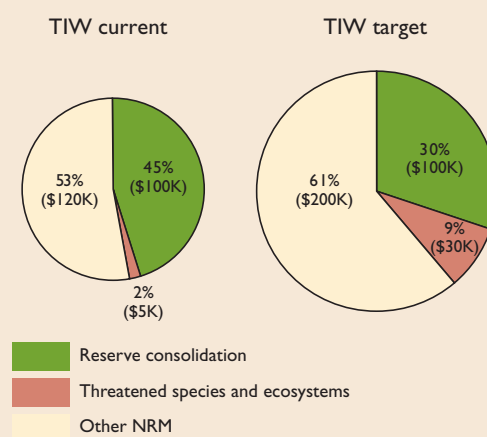 TIW current
TIW target
53%
($120K)
45%
($100K)
2%
($5K)
61%
($200K)
30%
($100K)
9%
($30K)
Reserve consolidation
Threatened species and ecosystems
Other NRM